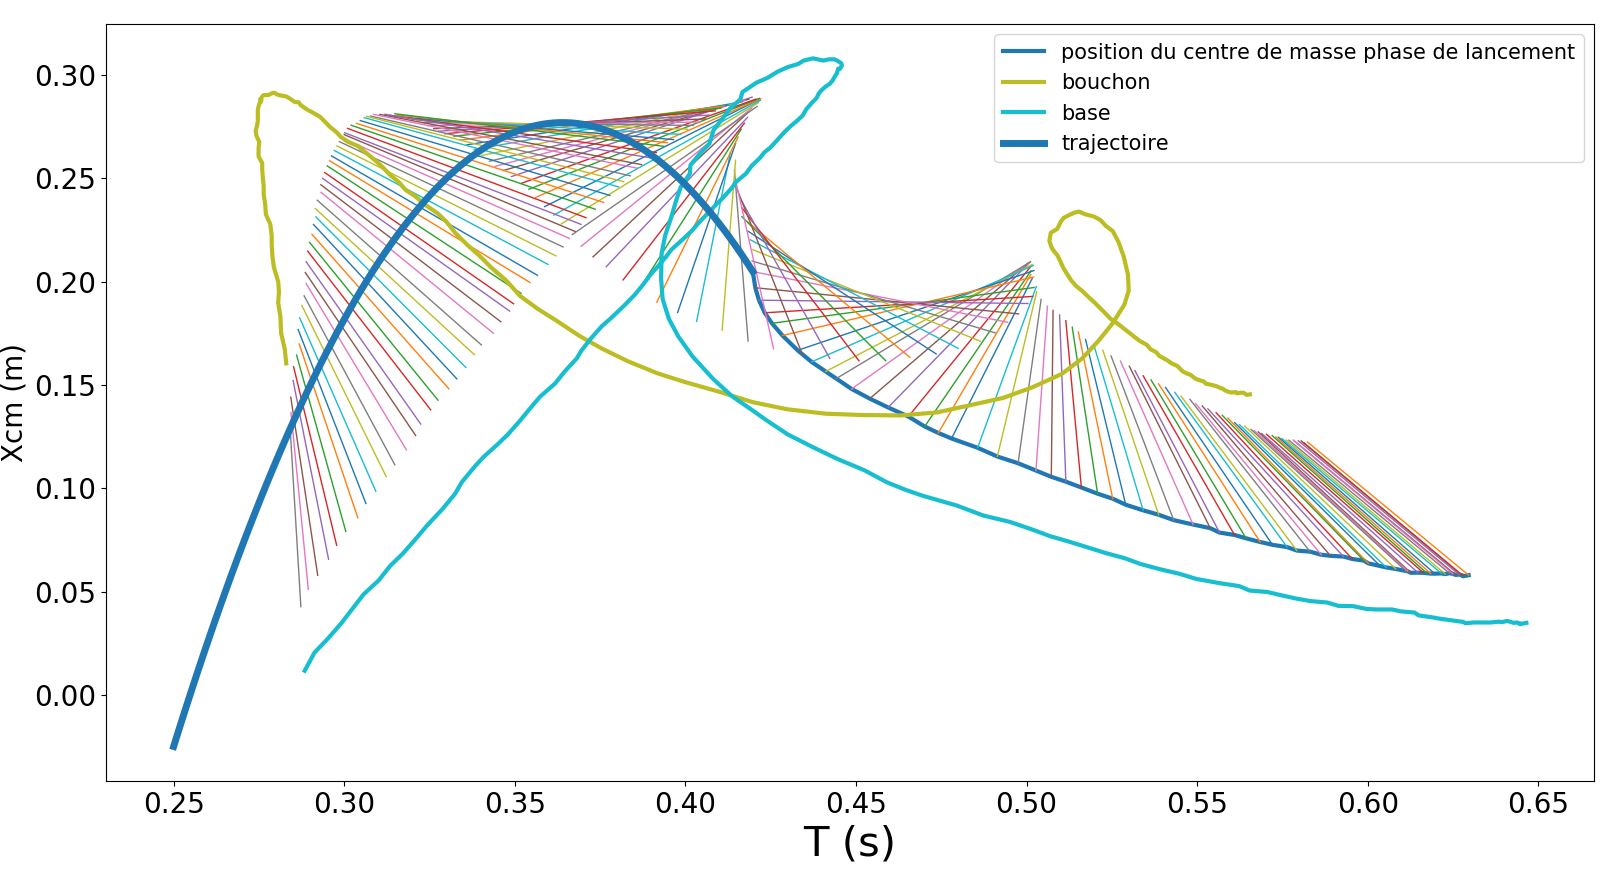 position du centre de masse phase de lancement
bouchon
base
trajectoire
0.30
0.25
0.20
0.15
0.10
0.05
0.00
Xcm (m)
0.25 0.30 0.35 0.40 0.45 0.50 0.55 0.60 0.65
T (s)